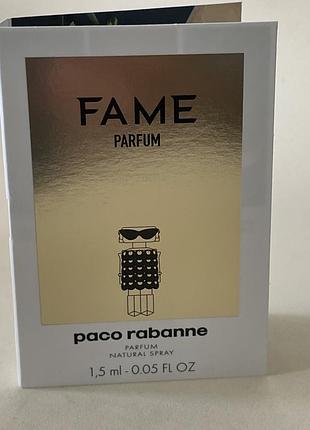 FAME
PARFUM
paco rabanne
PARFUM
NATURAL SPRAY
1,5 ml - 0.05 FL OZ